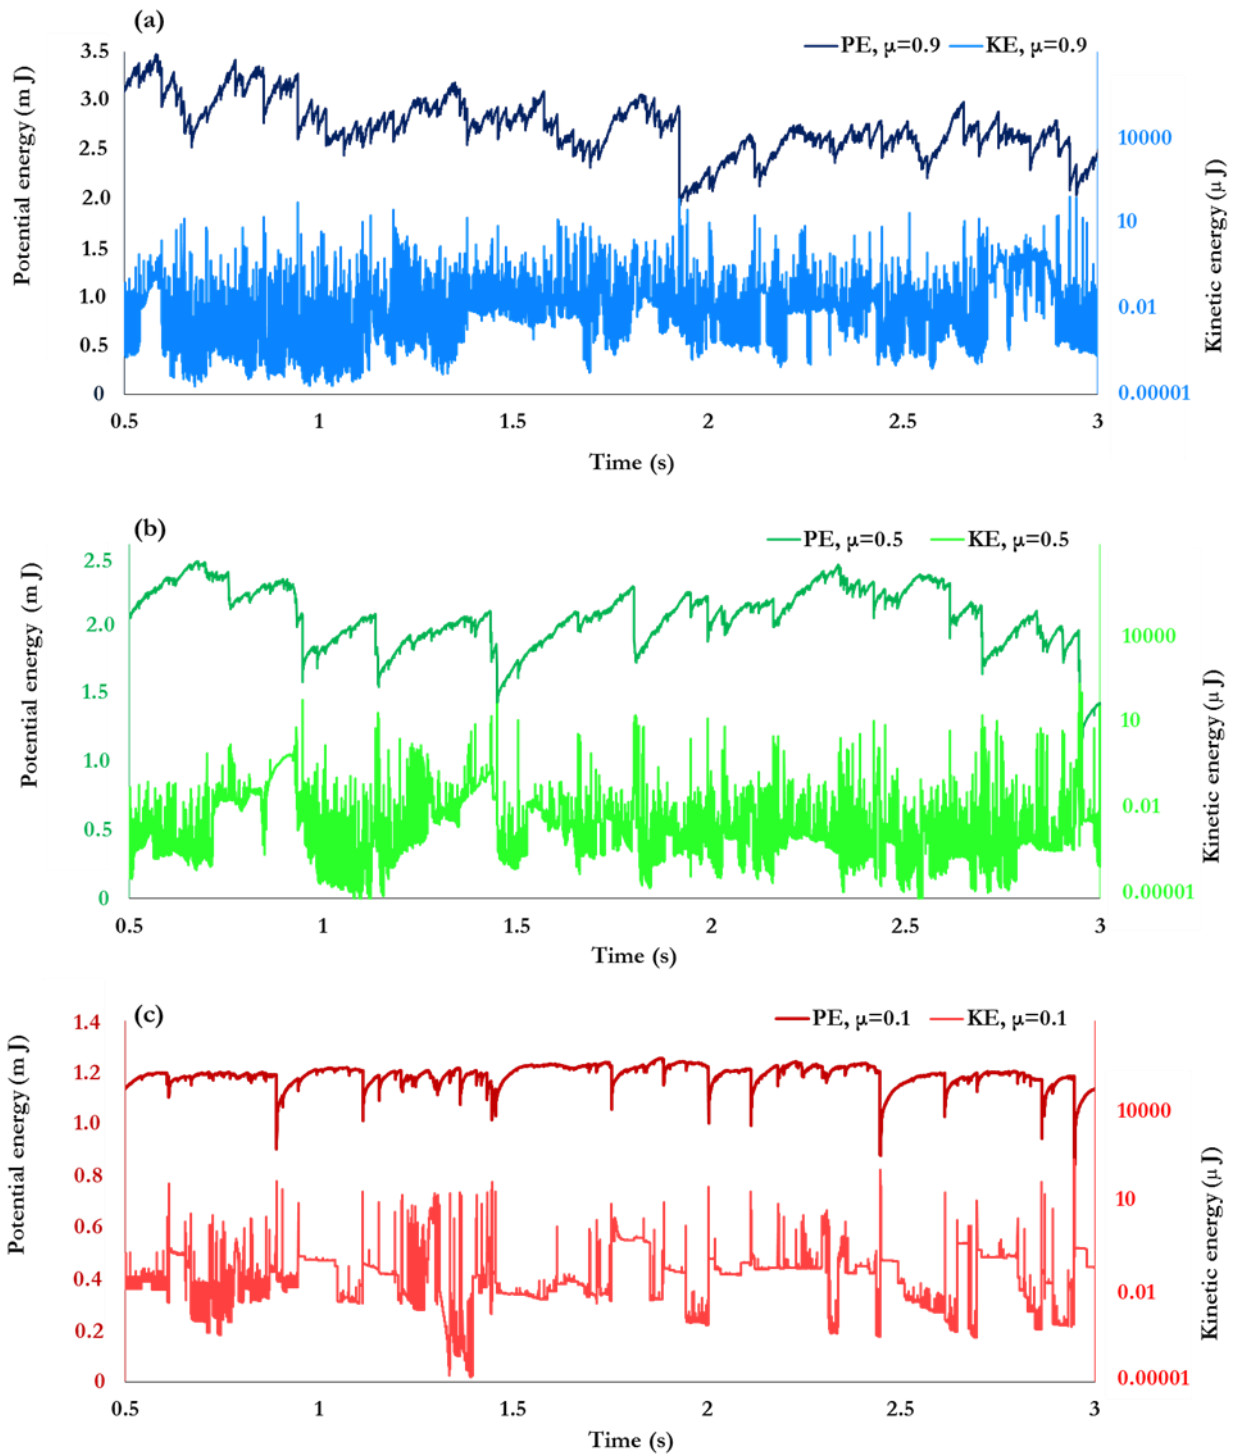 (a)
PE, μ=0.9 KE, μ=0.9
Potential energy (m J)
3.5
3.0
2.5
2.0
1.5
1.0
0.5
0
10000
10
0.01
0.00001
Kinetic energy (μ J)
0.5 1 1.5 2 2.5 3
Time (s)
(b)
PE, μ=0.5 KE, μ=0.5
Potential energy (m J)
2.5
2.0
1.5
1.0
0.5
0
10000
10
0.01
0.00001
Kinetic energy (μ J)
0.5 1 1.5 2 2.5 3
Time (s)
(c)
PE, μ=0.1 KE, μ=0.1
Potential energy (m J)
1.4
1.2
1.0
0.8
0.6
0.4
0.2
0
10000
10
0.01
0.00001
Kinetic energy (μ J)
0.5 1 1.5 2 2.5 3
Time (s)